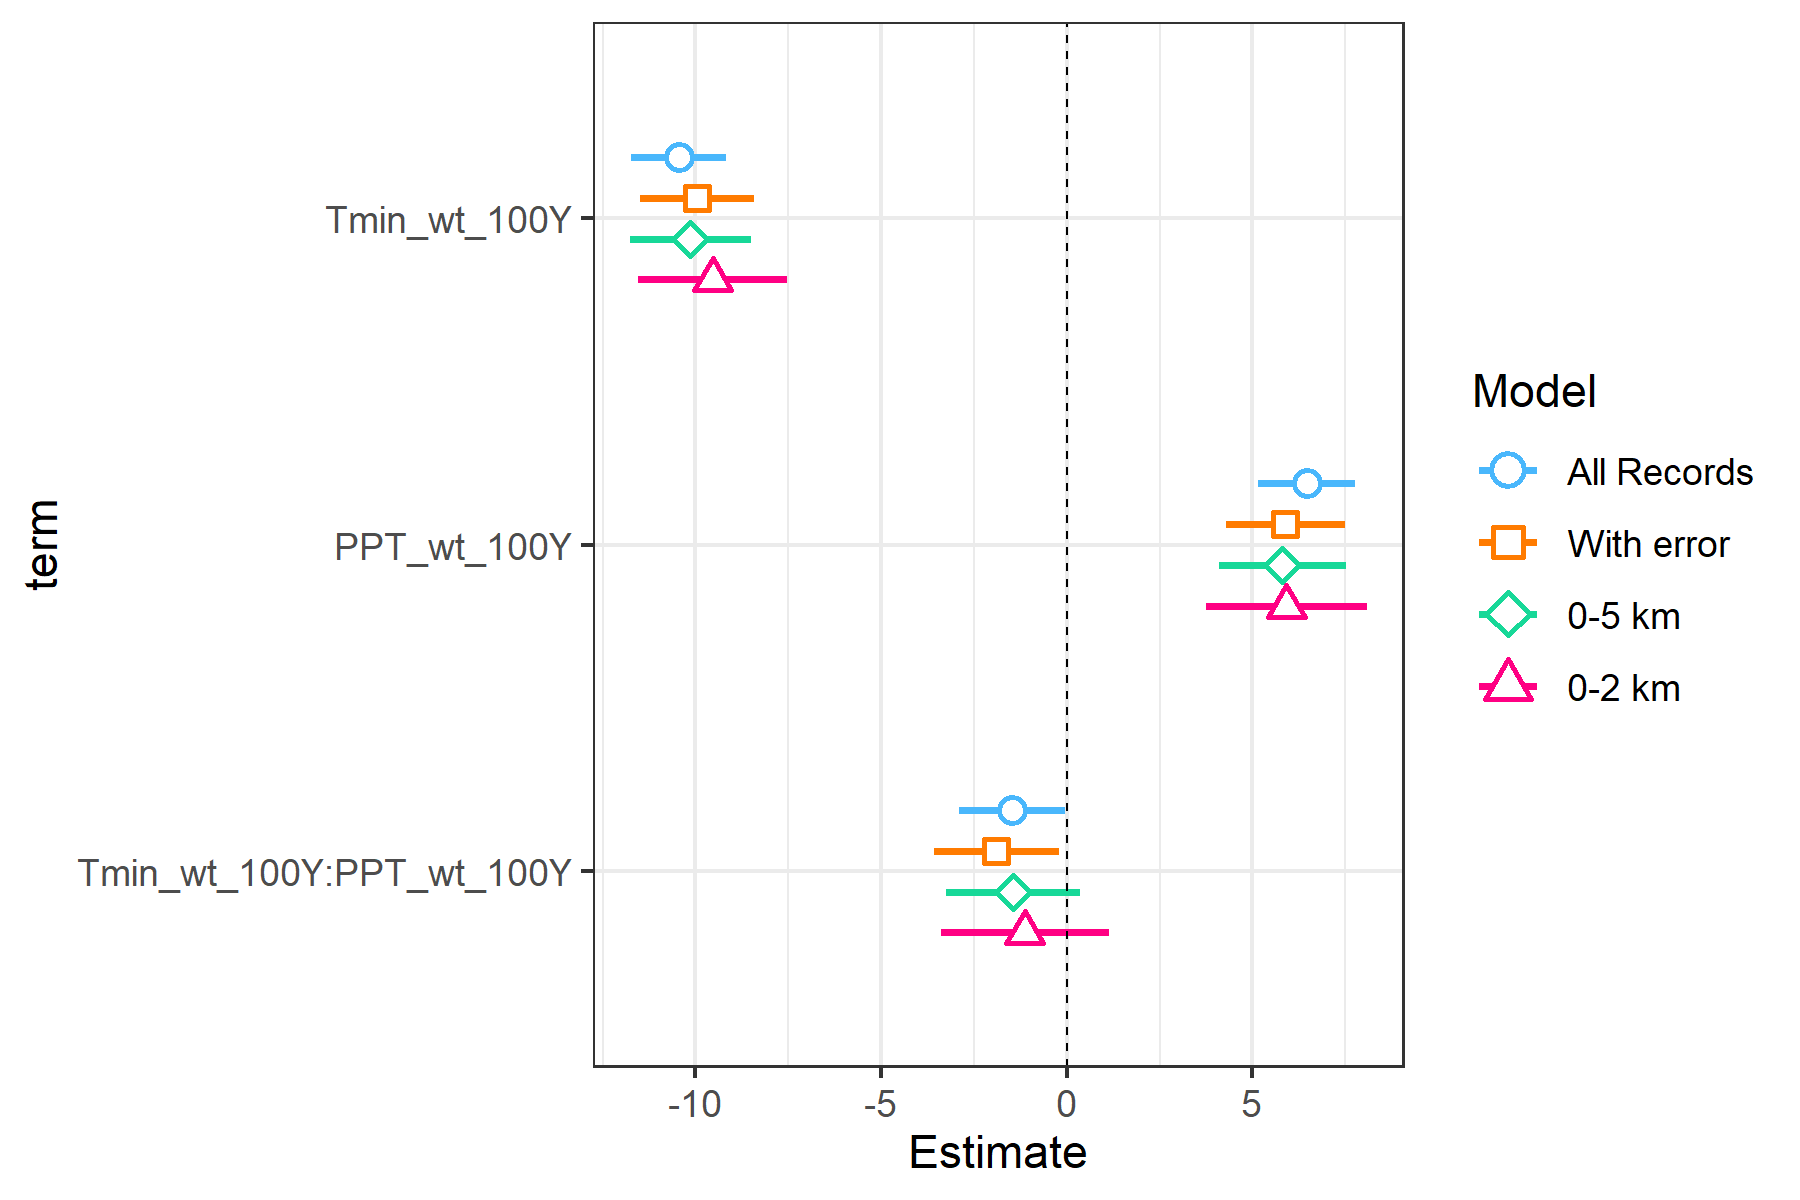 term
Tmin_wt_100Y
PPT_wt_100Y
Tmin_wt_100Y:PPT_wt_100Y
-10
-5
0
5
Estimate
Model
All Records
With error
0-5 km
0-2 km